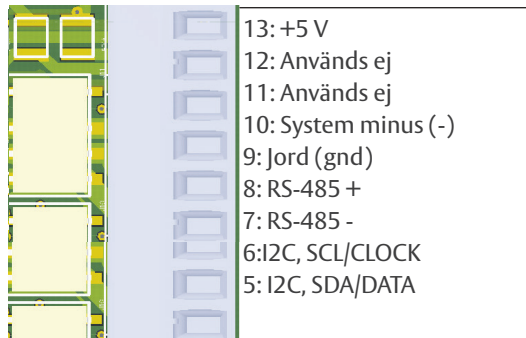 13: +5 V
12: Används ej
11: Används ej
10: System minus (-)
9: Jord (gnd)
8: RS-485 +
7: RS-485 -
6:I2C, SCL/CLOCK
5: I2C, SDA/DATA